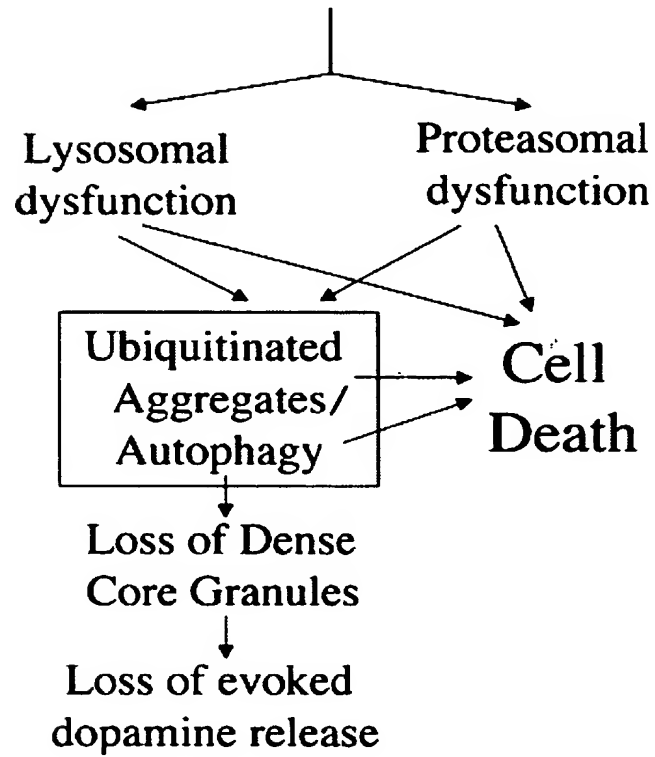 Lysosomal
dysfunction
Proteasomal
dysfunction
Ubiquitinated
Aggregates/
Autophagy
Cell
Death
Loss of Dense
Core Granules
Loss of evoked
dopamine release